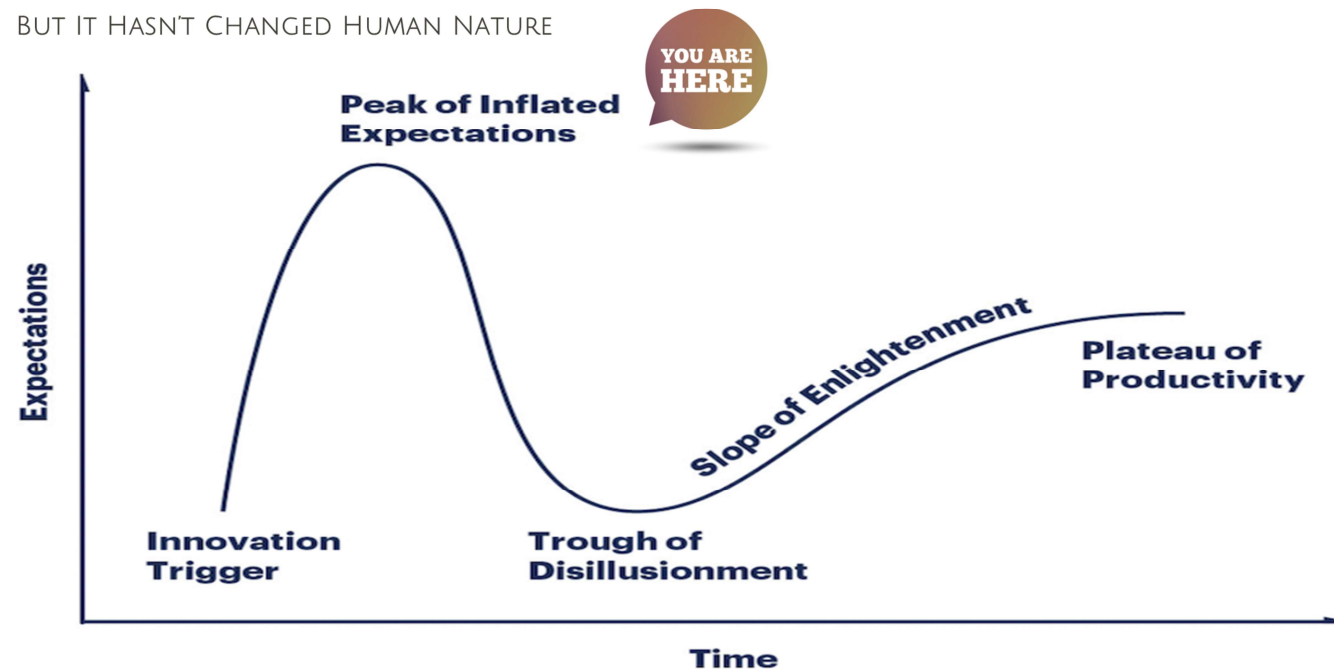 But It Hasn't Changed Human Nature
YOU ARE
HERE
Peak of Inflated
Expectations
Expectations
Slope of Enlightenment
Plateau of
Productivity
Innovation
Trigger
Trough of
Disillusionment
Time